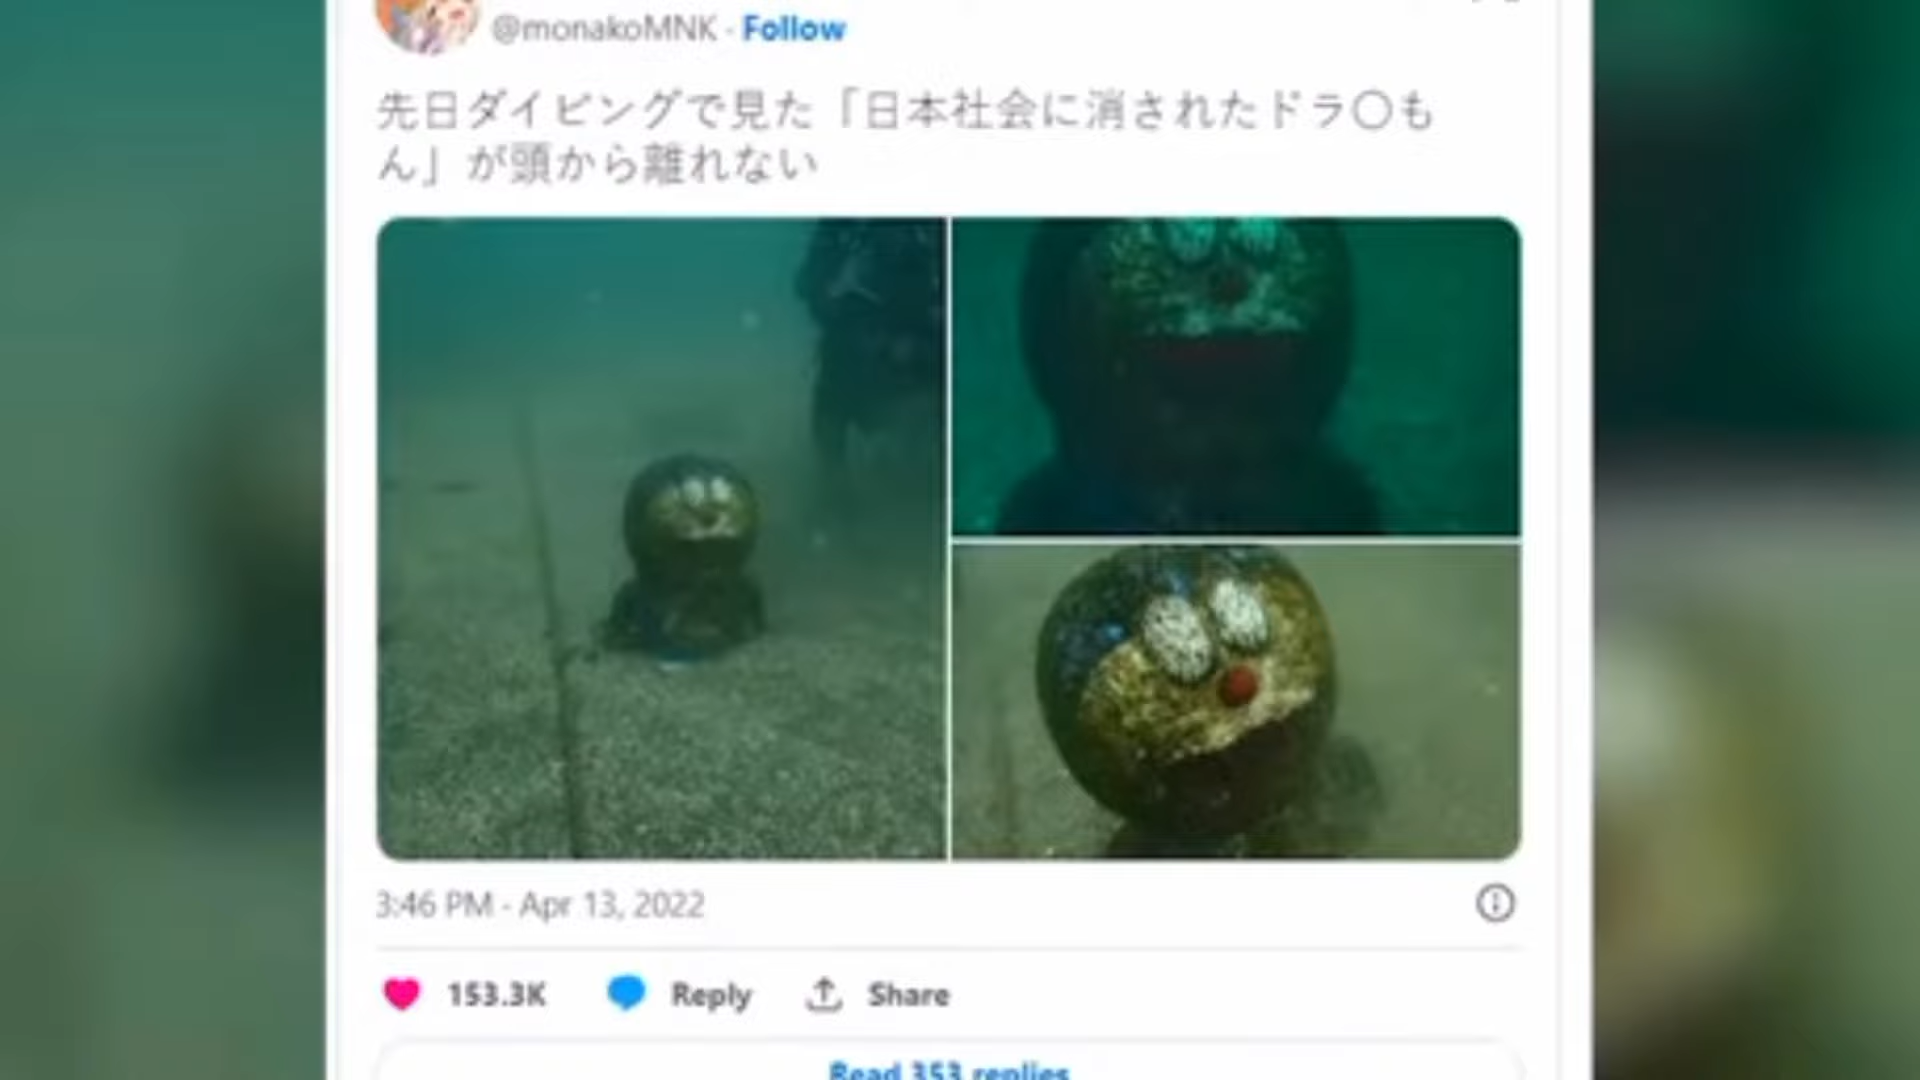 @monakoMNK · Follow
先日ダイビングで見た「日本社会に消されたドラ〇も
ん」が頭から離れない
3:46 PM · Apr 13, 2022
153.3K Reply Share
Read 353 replies